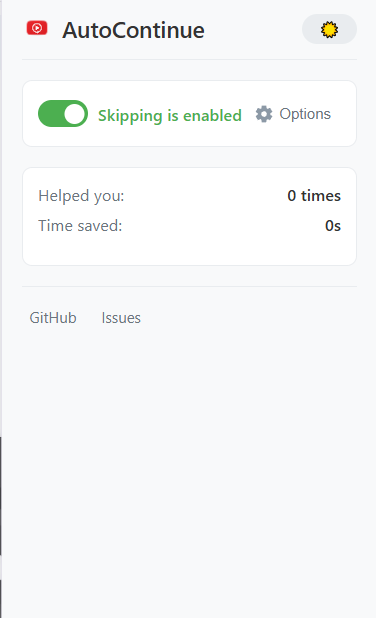 AutoContinue
Skipping is enabled Options
Helped you: 0 times
Time saved: 0s
GitHub Issues